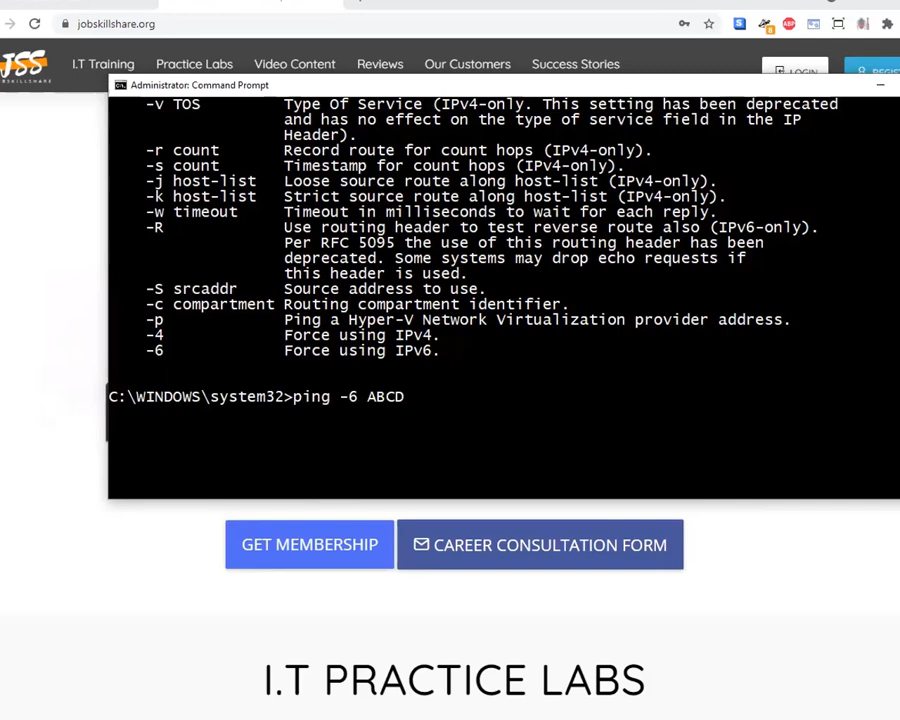 jobskillshare.org
JSS
I.T Training
Practice Labs
Video Content
Reviews
Our Customers
Success Stories
LOGIN
Administrator: Command Prompt
-v TOS Type Of Service (IPv4-only. This setting has been deprecated
and has no effect on the type of service field in the IP
Header).
-r count Record route for count hops (IPv4-only).
-s count Timestamp for count hops (IPv4-only).
-j host-list Loose source route along host-list (IPv4-only).
-k host-list Strict source route along host-list (IPv4-only).
-w timeout Timeout in milliseconds to wait for each reply.
-R Use routing header to test reverse route also (IPv6-only).
Per RFC 5095 the use of this routing header has been
deprecated. Some systems may drop echo requests if
this header is used.
-S srcaddr Source address to use.
-c compartment Routing compartment identifier.
-p Ping a Hyper-V Network Virtualization provider address.
-4 Force using IPv4.
-6 Force using IPv6.
C:\WINDOWS\system32>ping -6 ABCD
GET MEMBERSHIP
CAREER CONSULTATION FORM
I.T PRACTICE LABS